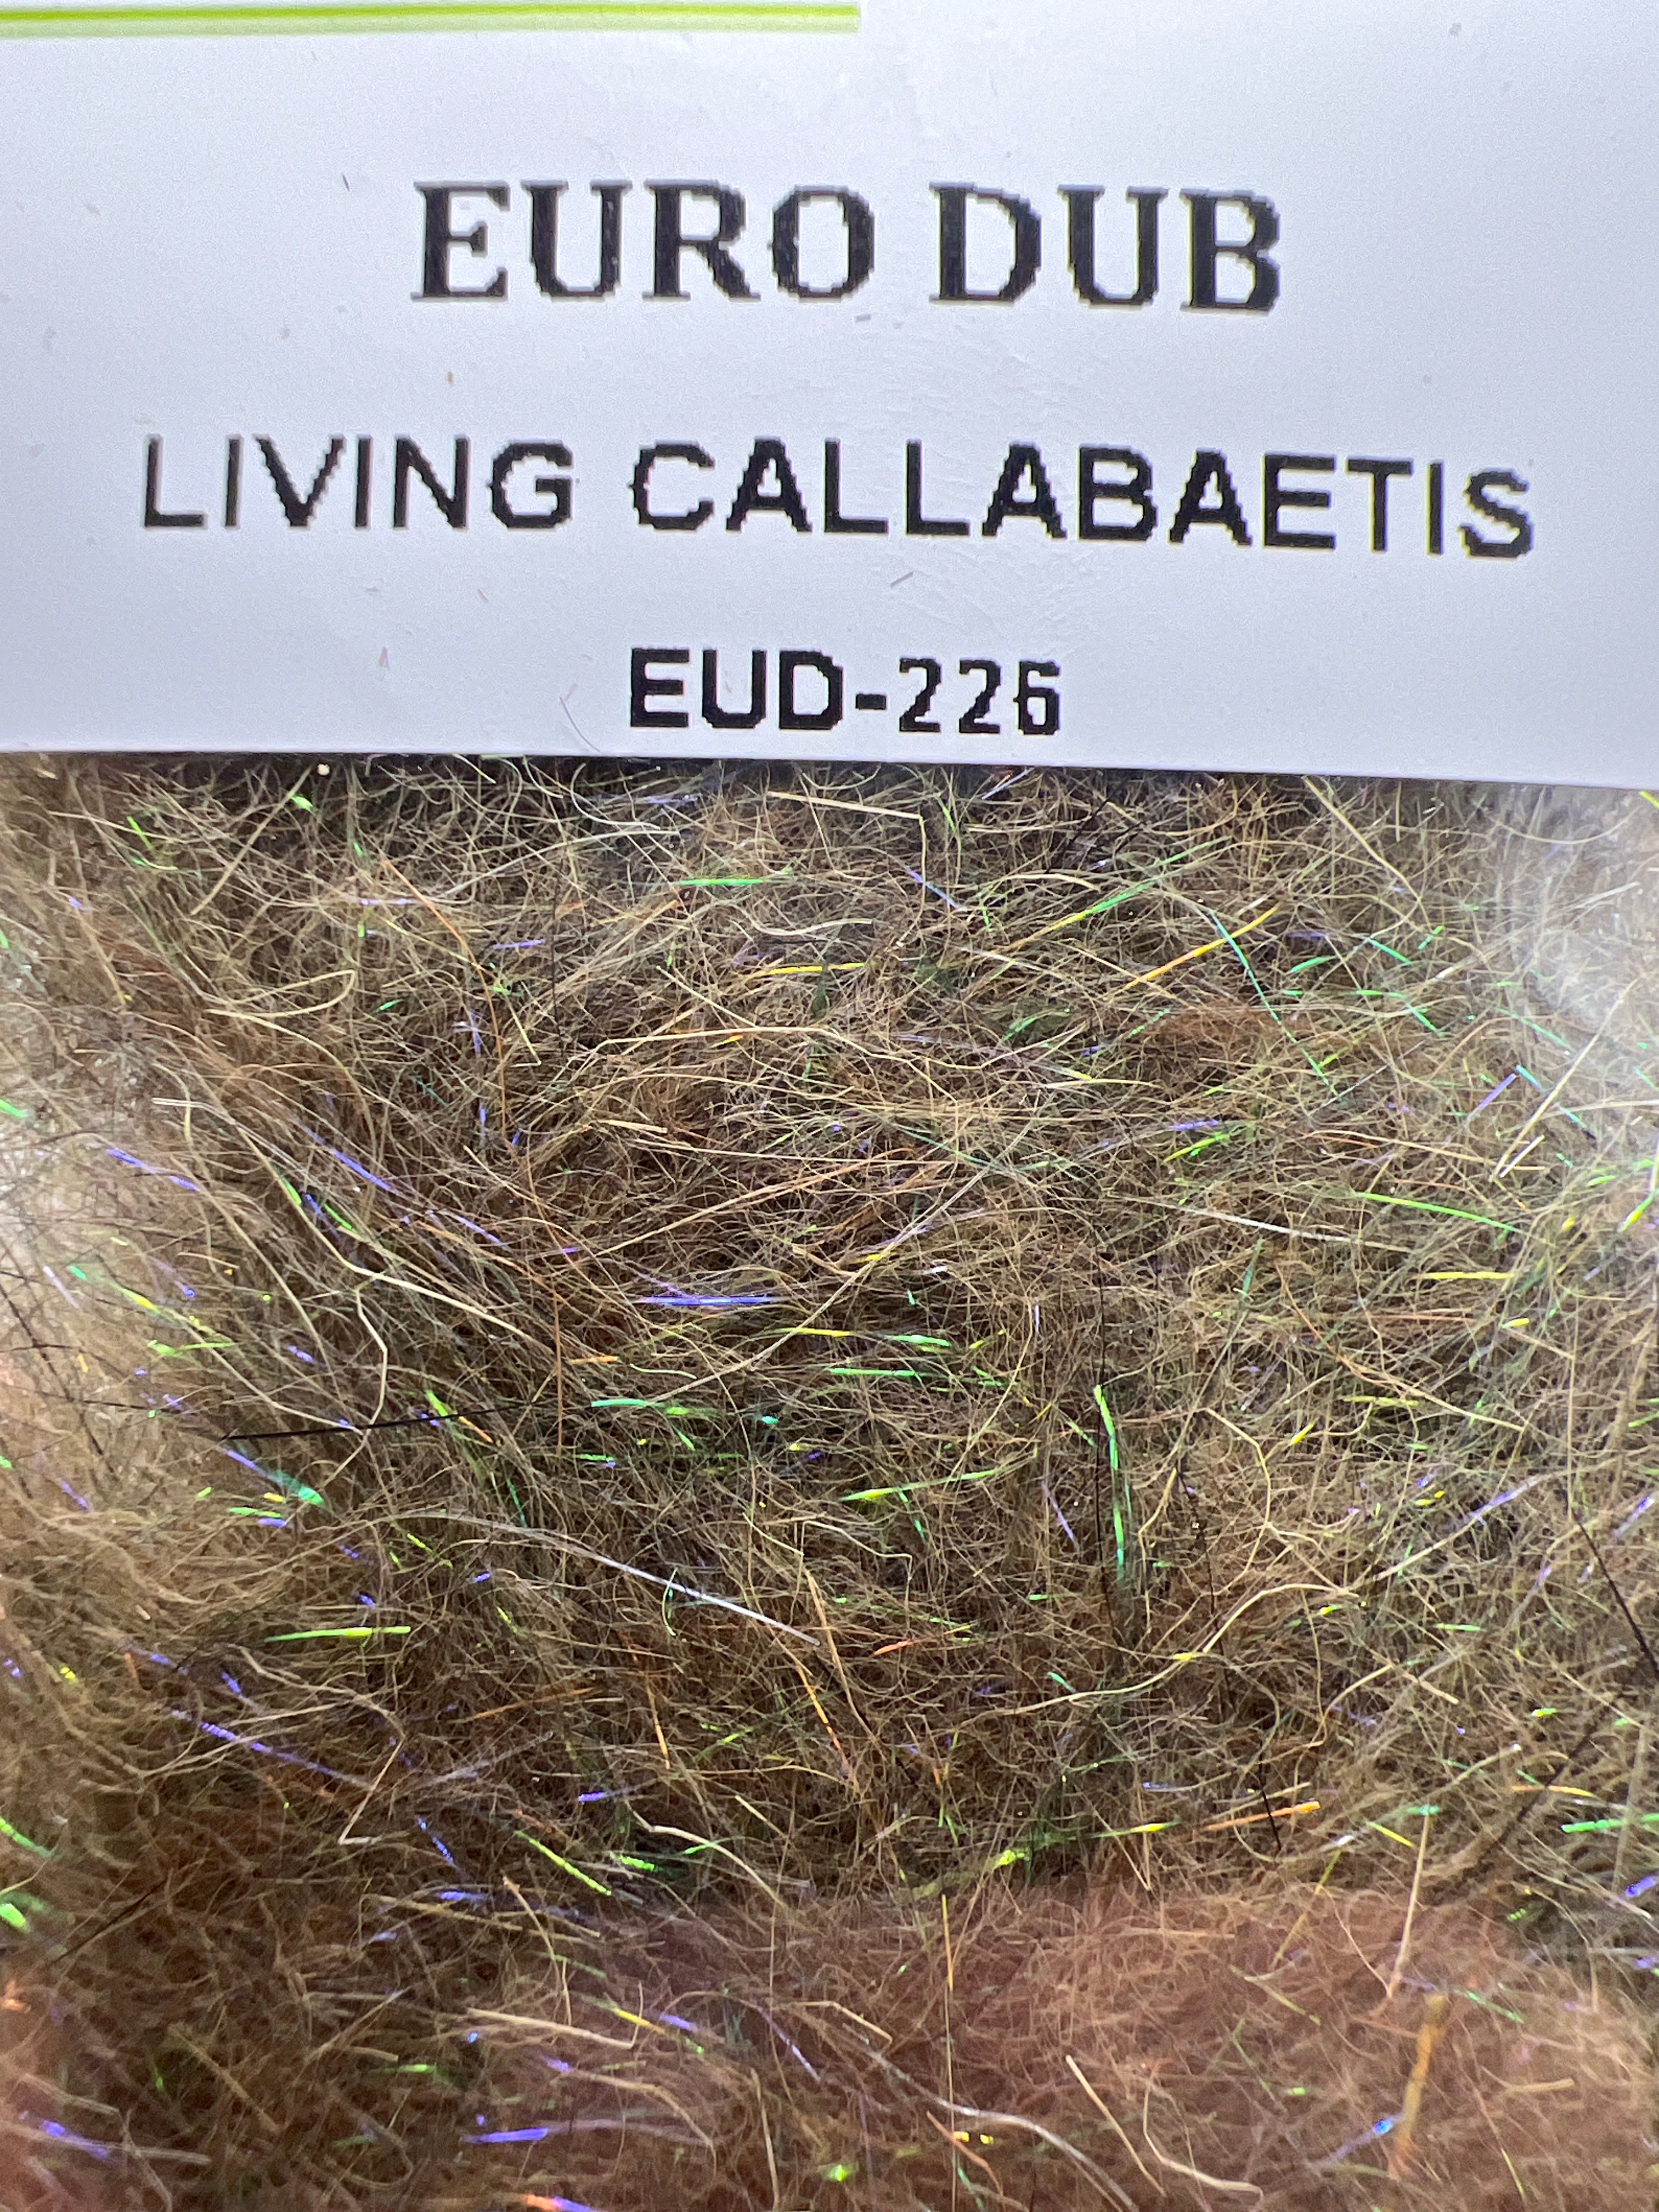 EURO DUB
LIVING CALLABAETIS
EUD-226